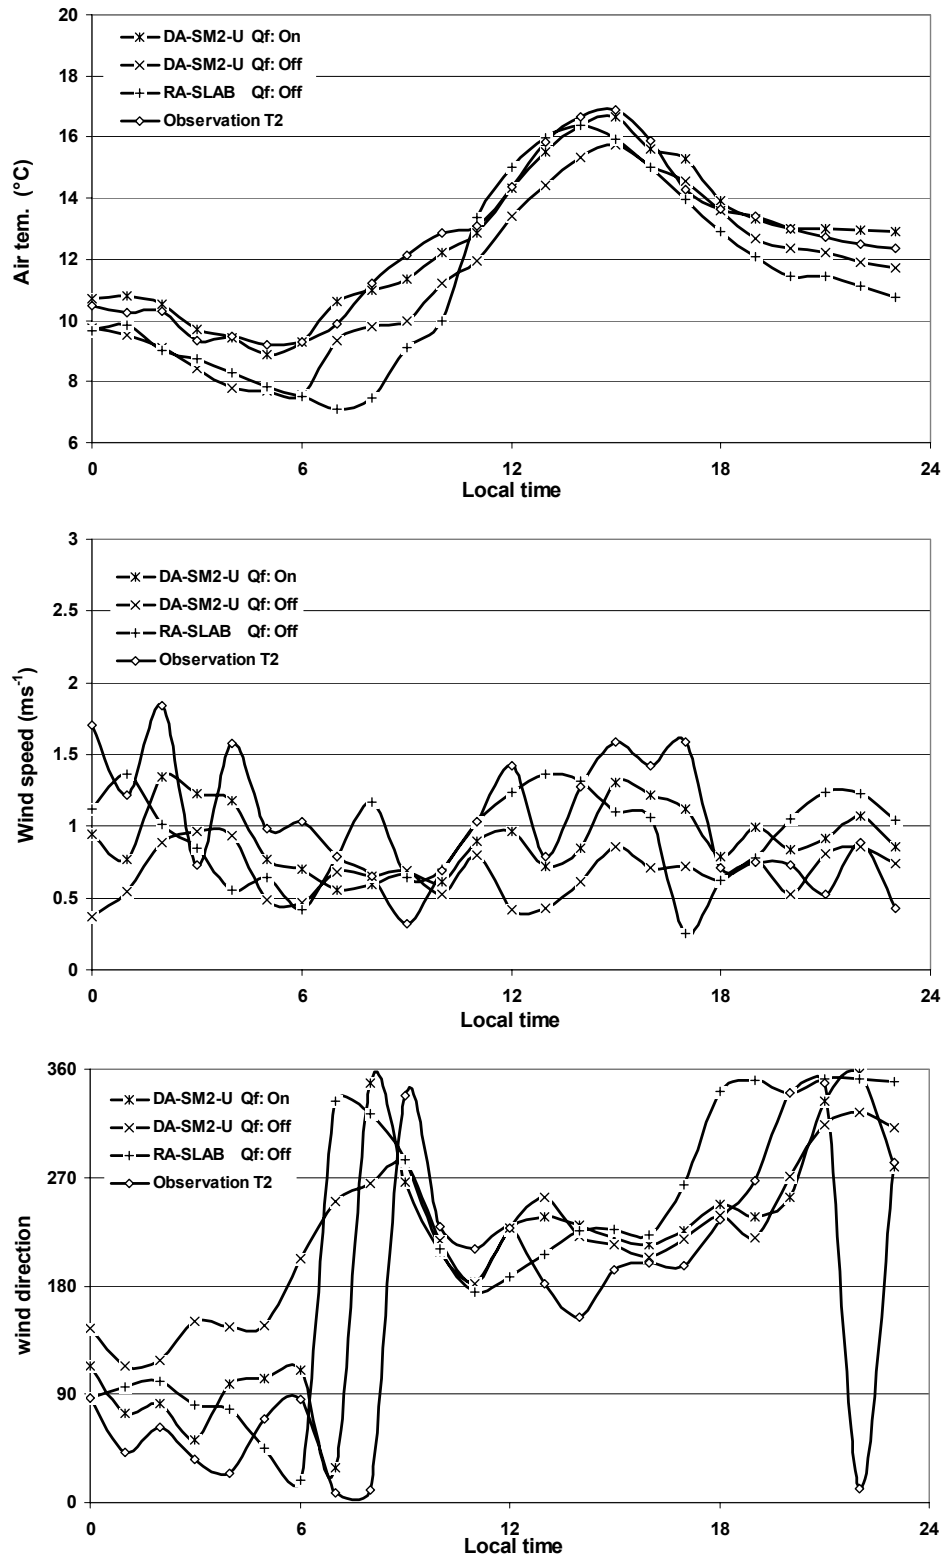 20
18
16
14
12
10
8
6
Air tem. (°C)
DA-SM2-U Qf: On
DA-SM2-U Qf: Off
RA-SLAB Qf: Off
Observation T2
0 6 12 18 24
Local time
3
2.5
2
1.5
1
0.5
0
Wind speed (ms-1)
DA-SM2-U Qf: On
DA-SM2-U Qf: Off
RA-SLAB Qf: Off
Observation T2
0 6 12 18 24
Local time
360
270
180
90
0
wind direction
DA-SM2-U Qf: On
DA-SM2-U Qf: Off
RA-SLAB Qf: Off
Observation T2
0 6 12 18 24
Local time